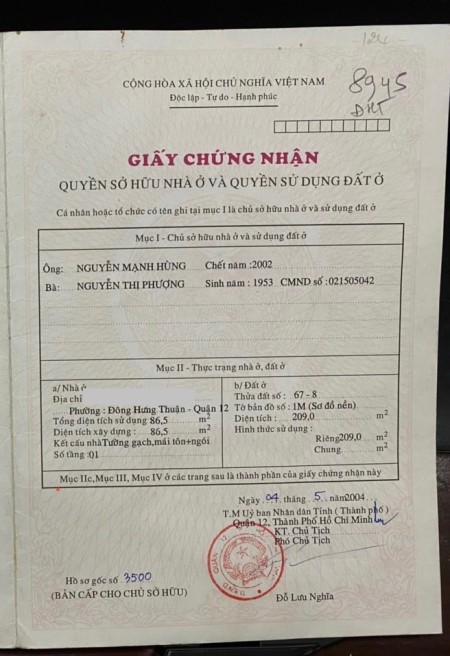 124
CỘNG HÒA XÃ HỘI CHỦ NGHĨA VIỆT NAM
Độc lập - Tự do - Hạnh phúc
8945
ĐHT
GIẤY CHỨNG NHẬN
QUYỀN SỞ HỮU NHÀ Ở VÀ QUYỀN SỬ DỤNG ĐẤT Ở
Cá nhân hoặc tổ chức có tên ghi tại mục I là chủ sở hữu nhà ở và sử dụng đất ở
Mục I - Chủ sở hữu nhà ở và sử dụng đất ở
Ông: NGUYỄN MẠNH HÙNG Chết năm :2002
Bà: NGUYỄN THỊ PHƯỢNG Sinh năm : 1953 CMND số :021505042
Mục II - Thực trạng nhà ở, đất ở
a/ Nhà ở
Địa chỉ
Phường : Đông Hưng Thuận - Quận 12
Tổng diện tích sử dụng 86,5 m2
Diện tích xây dựng : 86,5 m2
Kết cấu nhà Tường gạch,mái tôn+ngói
Số tầng :01
b/ Đất ở
Thửa đất số : 67 - 8
Tờ bản đồ số : 1M (Sơ đồ nền)
Diện tích : 209,0 m2
Hình thức sử dụng :
Riêng 209,0 m2
Chung m2
Mục IIc, Mục III, Mục IV ở các trang sau là thành phần của giấy chứng nhận này
Ngày 04 tháng 5 năm 2004
T.M Uỷ ban Nhân dân Tỉnh ( Thành phố )
Quận 12, Thành Phố Hồ Chí Minh
KT. Chủ Tịch
Phó Chủ Tịch
Hồ sơ gốc số 3500
(BẢN CẤP CHO CHỦ SỞ HỮU)
Đỗ Lưu Nghĩa